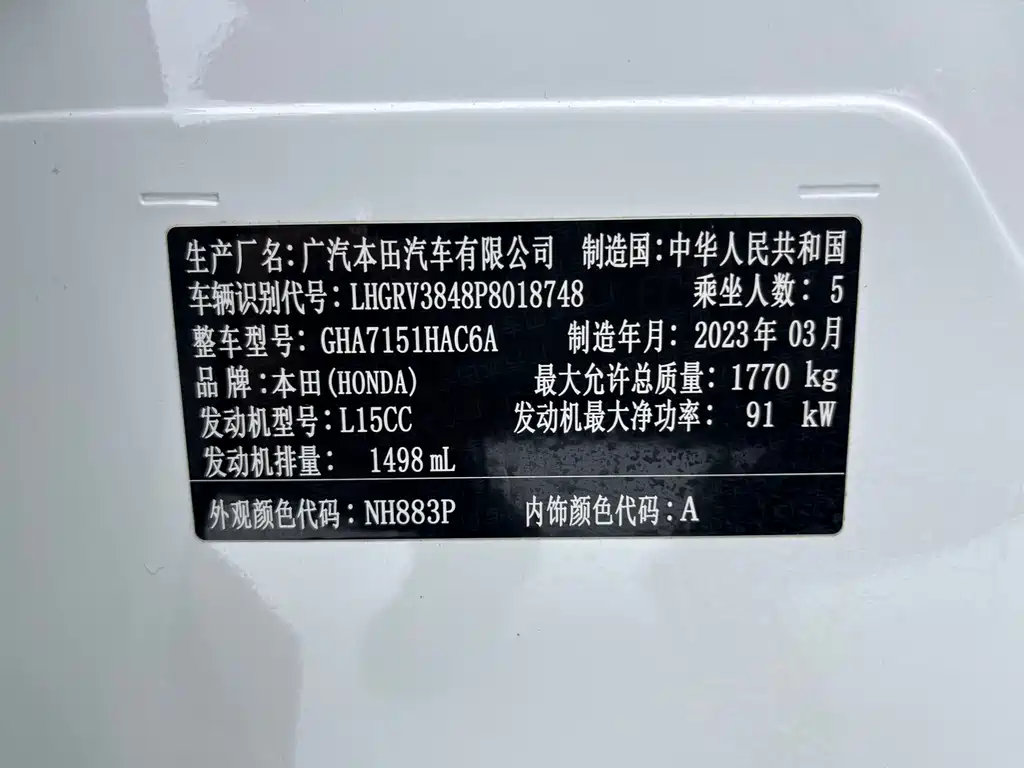 生产厂名：广汽本田汽车有限公司 制造国：中华人民共和国
车辆识别代号：LHGRV3848P8018748 乘坐人数：5
整车型号：GHA7151HAC6A 制造年月：2023年 03月
品 牌：本田(HONDA) 最大允许总质量：1770 kg
发动机型号：L15CC 发动机最大净功率：91 kW
发动机排量： 1498 mL
外观颜色代码：NH883P 内饰颜色代码：A